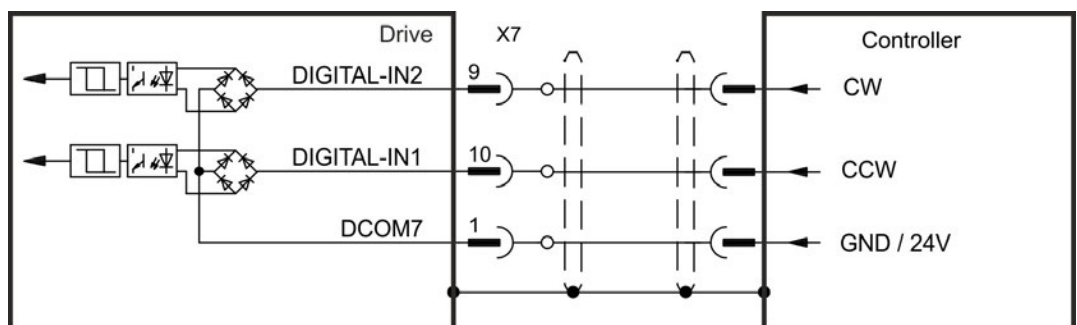 Drive X7 Controller
DIGITAL-IN2 9 CW
DIGITAL-IN1 10 CCW
DCOM7 1 GND / 24V